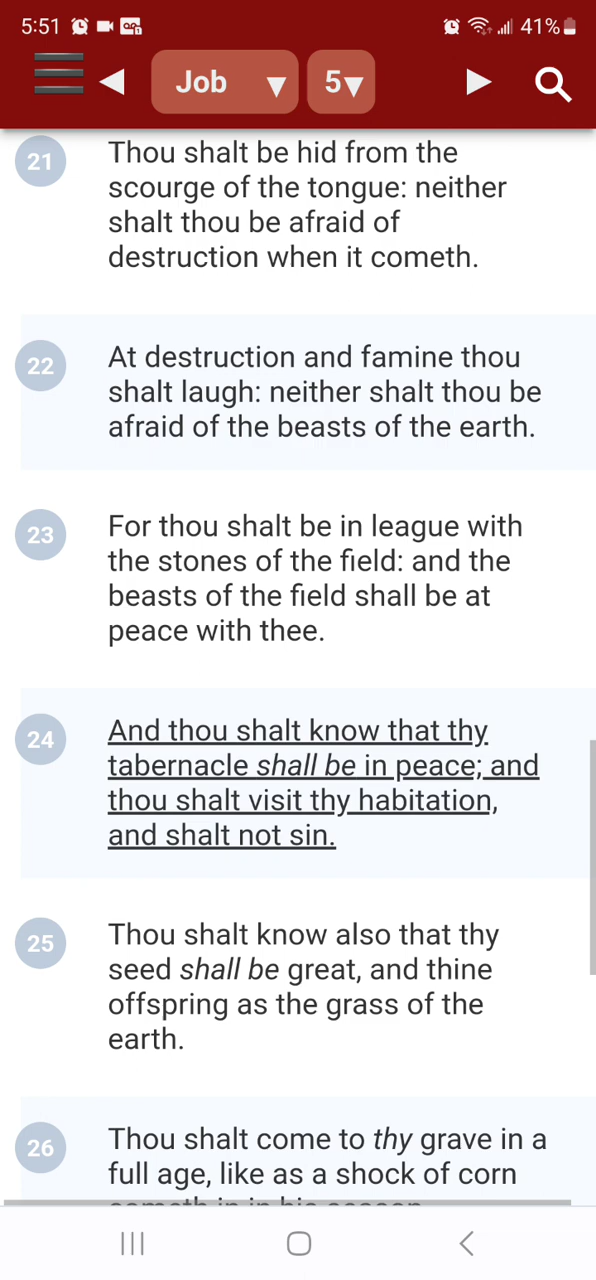 5:51
41%
Job
5
21
Thou shalt be hid from the
scourge of the tongue: neither
shalt thou be afraid of
destruction when it cometh.
22
At destruction and famine thou
shalt laugh: neither shalt thou be
afraid of the beasts of the earth.
23
For thou shalt be in league with
the stones of the field: and the
beasts of the field shall be at
peace with thee.
24
And thou shalt know that thy
tabernacle shall be in peace; and
thou shalt visit thy habitation,
and shalt not sin.
25
Thou shalt know also that thy
seed shall be great, and thine
offspring as the grass of the
earth.
26
Thou shalt come to thy grave in a
full age, like as a shock of corn